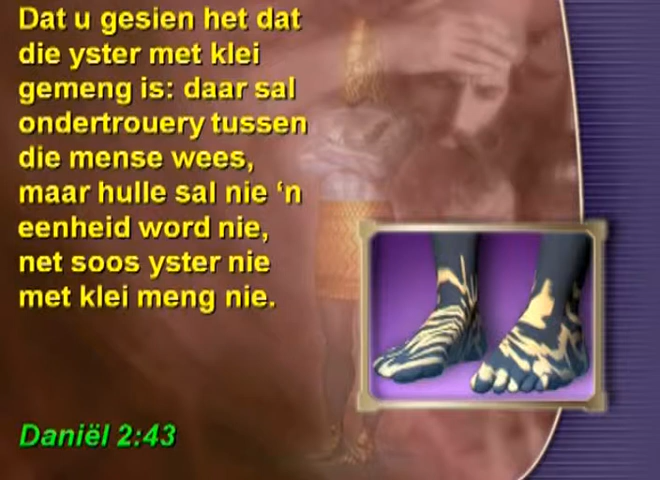 Dat u gesien het dat
die yster met klei
gemeng is: daar sal
ondertrouery tussen
die mense wees,
maar hulle sal nie ‘n
eenheid word nie,
net soos yster nie
met klei meng nie.
Daniël 2:43